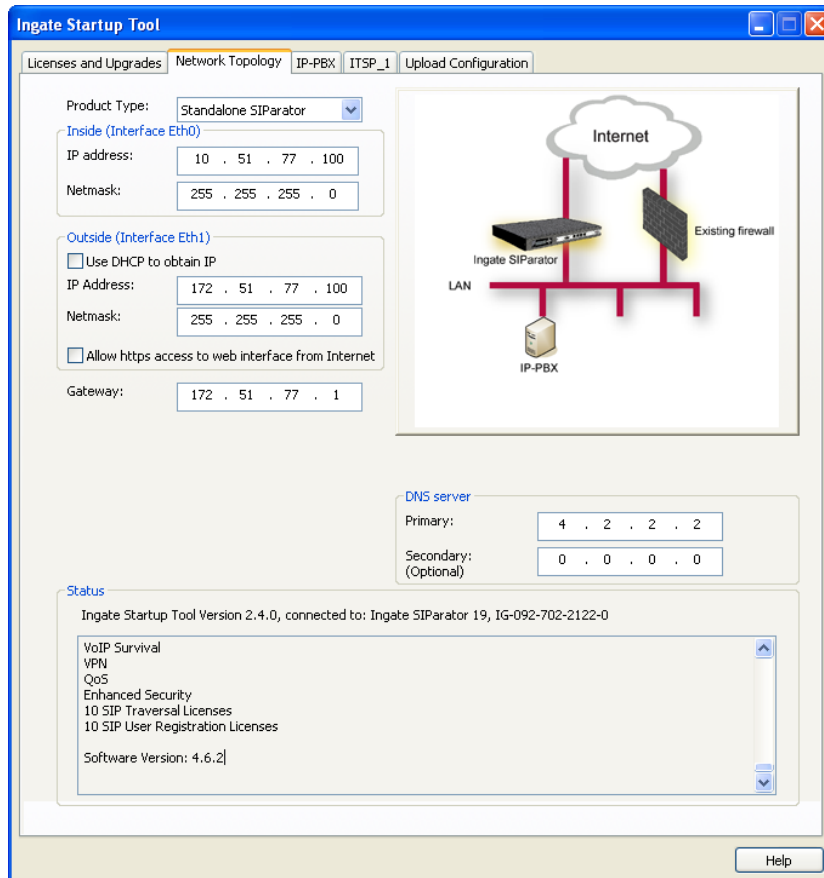 Ingate Startup Tool
Licenses and Upgrades
Network Topology
IP-PBX
ITSP_1
Upload Configuration
Product Type:
Standalone SIParator
Inside (Interface Eth0)
IP address:
10 . 51 . 77 . 100
Netmask:
255 . 255 . 255 . 0
Outside (Interface Eth1)
Use DHCP to obtain IP
IP Address:
172 . 51 . 77 . 100
Netmask:
255 . 255 . 255 . 0
Allow https access to web interface from Internet
Gateway:
172 . 51 . 77 . 1
Internet
Existing firewall
Ingate SIParator
LAN
IP-PBX
DNS server
Primary:
4 . 2 . 2 . 2
Secondary:
(Optional)
0 . 0 . 0 . 0
Status
Ingate Startup Tool Version 2.4.0, connected to: Ingate SIParator 19, IG-092-702-2122-0
VoIP Survival
VPN
QoS
Enhanced Security
10 SIP Traversal Licenses
10 SIP User Registration Licenses
Software Version: 4.6.2
Help